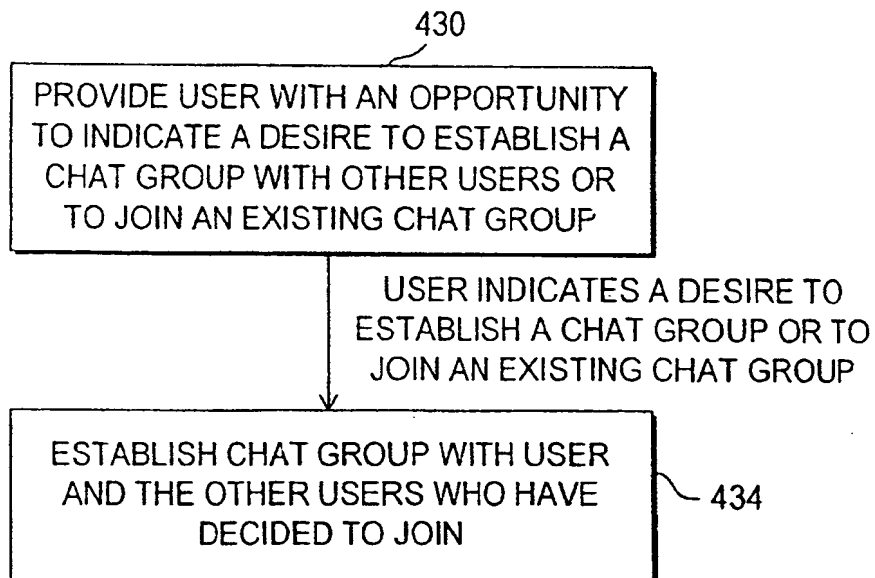 430
PROVIDE USER WITH AN OPPORTUNITY
TO INDICATE A DESIRE TO ESTABLISH A
CHAT GROUP WITH OTHER USERS OR
TO JOIN AN EXISTING CHAT GROUP
USER INDICATES A DESIRE TO
ESTABLISH A CHAT GROUP OR TO
JOIN AN EXISTING CHAT GROUP
ESTABLISH CHAT GROUP WITH USER
AND THE OTHER USERS WHO HAVE
DECIDED TO JOIN
434